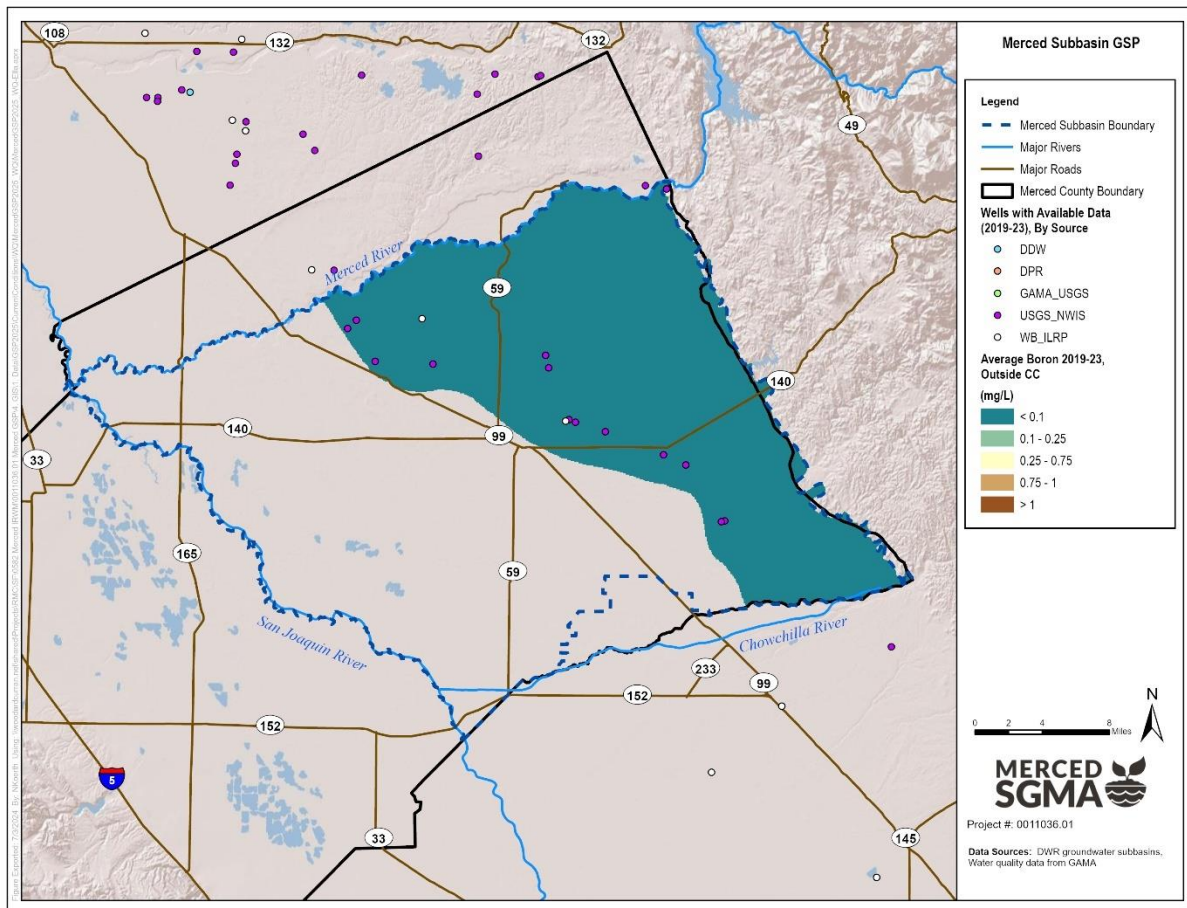 Merced Subbasin GSP
Legend
Merced Subbasin Boundary
Major Rivers
Major Roads
Merced County Boundary
Wells with Available Data
(2019-23), By Source
DDW
DPR
GAMA_USGS
USGS_NWIS
WB_ILRP
Average Boron 2019-23,
Outside CC
(mg/L)
< 0.1
0.1 - 0.25
0.25 - 0.75
0.75 - 1
> 1
N
0 2 4 8
Miles
MERCED
SGMA
Project #: 0011036.01
Data Sources: DWR groundwater subbasins,
Water quality data from GAMA
108
132
132
49
Merced River
59
140
140
99
33
165
59
San Joaquin River
Chowchilla River
233
152
99
152
5
33
145